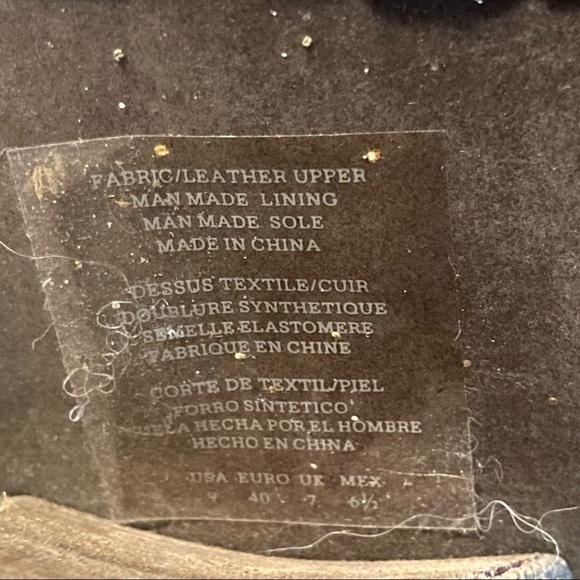 FABRIC/LEATHER UPPER
MAN MADE LINING
MAN MADE SOLE
MADE IN CHINA
DESSUS TEXTILE/CUIR
DOUBLURE SYNTHETIQUE
SEMELLE ELASTOMERE
FABRIQUE EN CHINE
CORTE DE TEXTIL/PIEL
FORRO SINTETICO
HECHA POR EL HOMBRE
HECHO EN CHINA
USA EURO UK MEX
9 40 7 6½